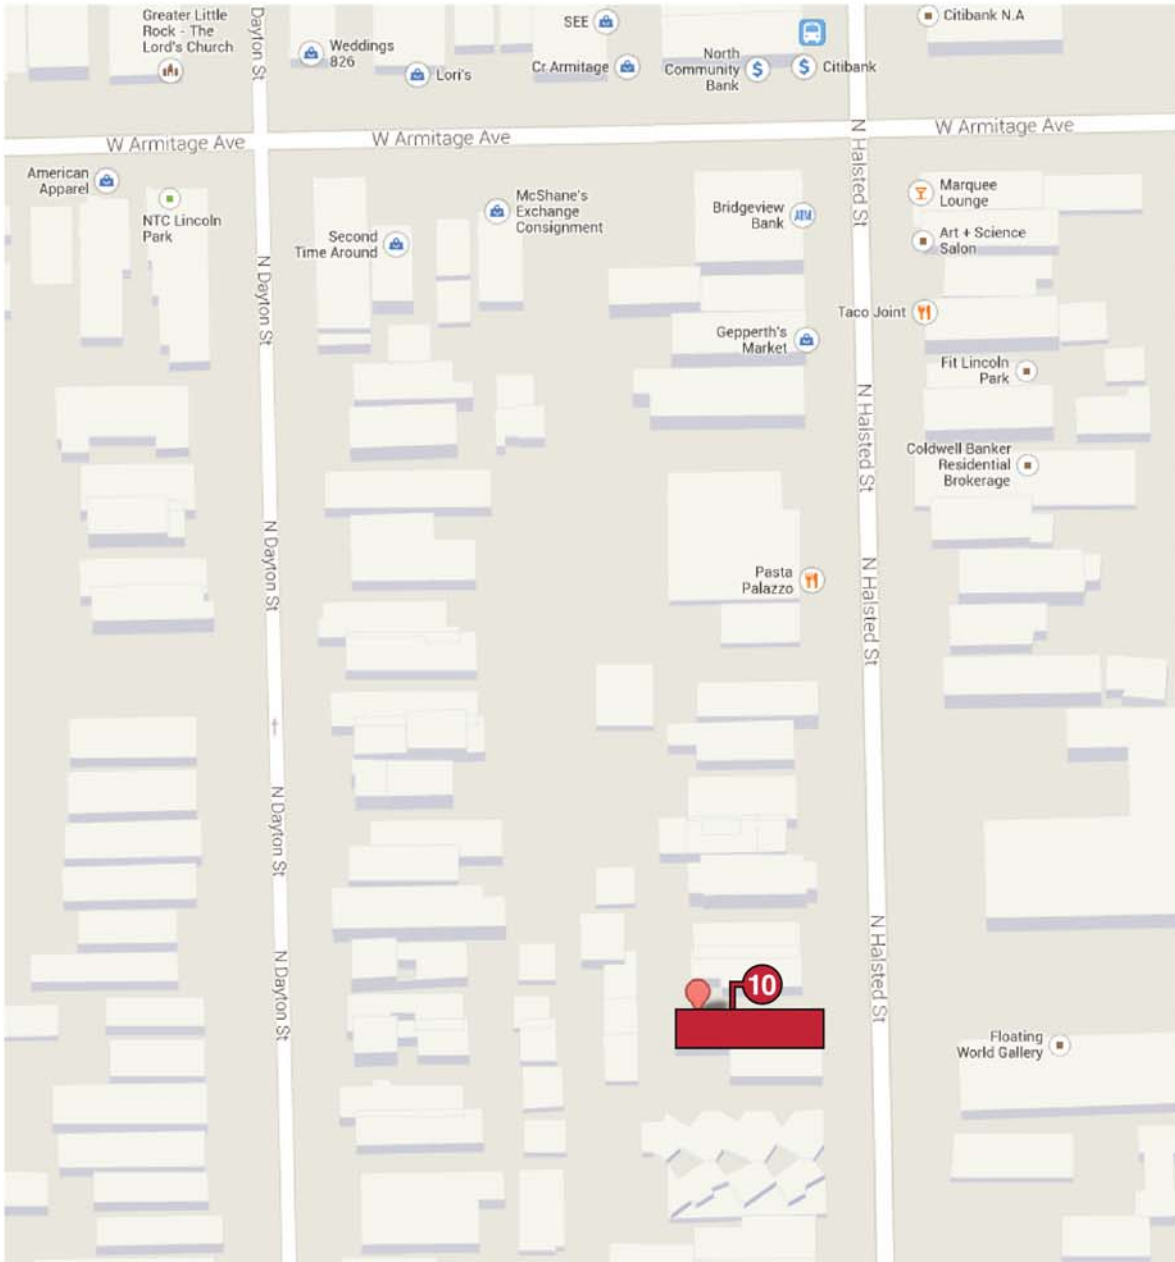 Greater Little
Rock - The
Lord's Church
Dayton St
Weddings
826
Lori's
SEE
Cr Armitage
North
Community
Bank
$
$
Citibank
Citibank N.A
W Armitage Ave
W Armitage Ave
W Armitage Ave
N Halsted St
American
Apparel
NTC Lincoln
Park
N Dayton St
Second
Time Around
McShane's
Exchange
Consignment
Bridgeview
Bank
ATM
Marquee
Lounge
Art + Science
Salon
Taco Joint
Gepperth's
Market
Fit Lincoln
Park
N Halsted St
Coldwell Banker
Residential
Brokerage
N Dayton St
Pasta
Palazzo
N Halsted St
N Dayton St
N Halsted St
N Dayton St
10
Floating
World Gallery